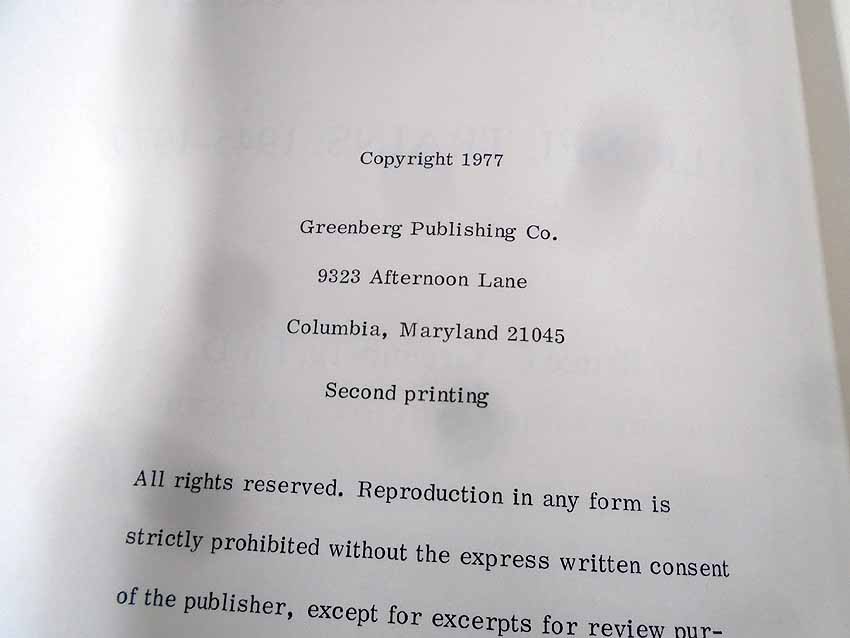 Copyright 1977
Greenberg Publishing Co.
9323 Afternoon Lane
Columbia, Maryland 21045
Second printing
All rights reserved. Reproduction in any form is
strictly prohibited without the express written consent
of the publisher, except for excerpts for review pur-